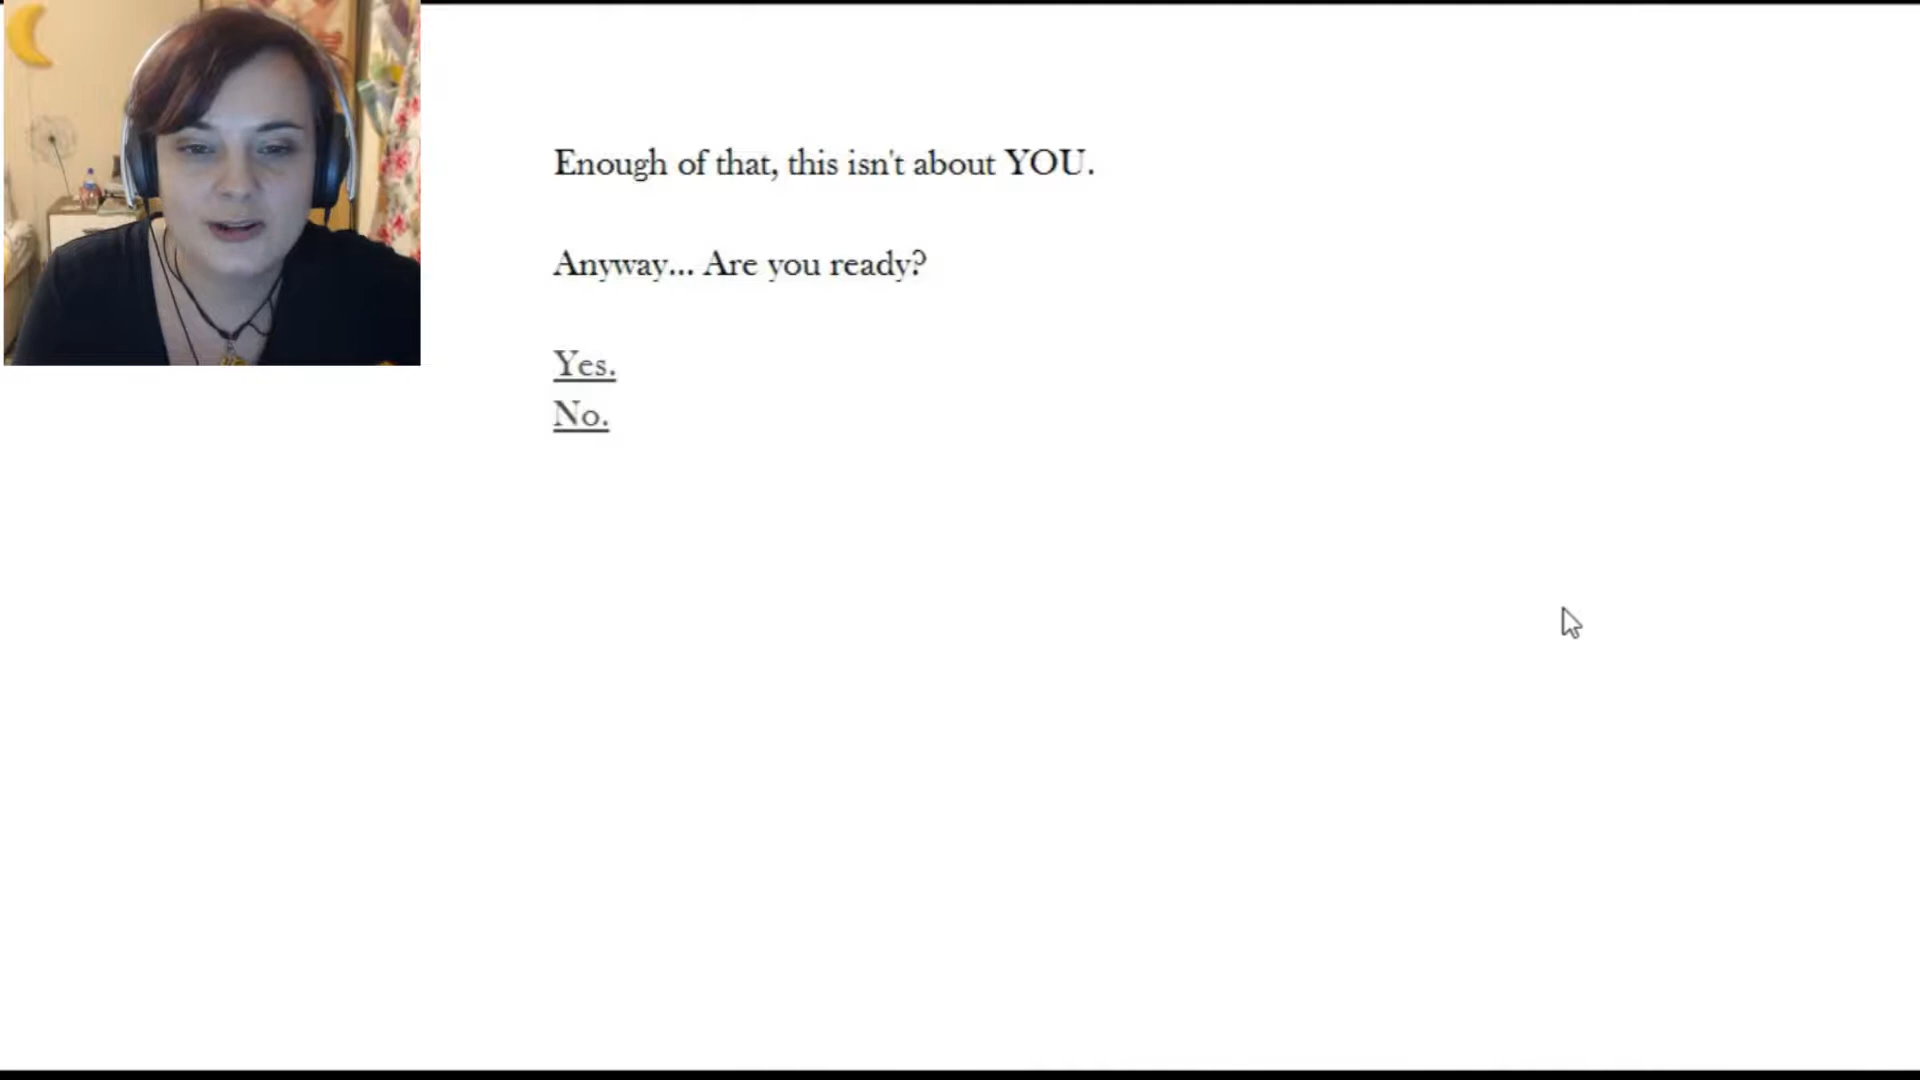 Enough of that, this isn't about YOU.
Anyway... Are you ready?
Yes.
No.